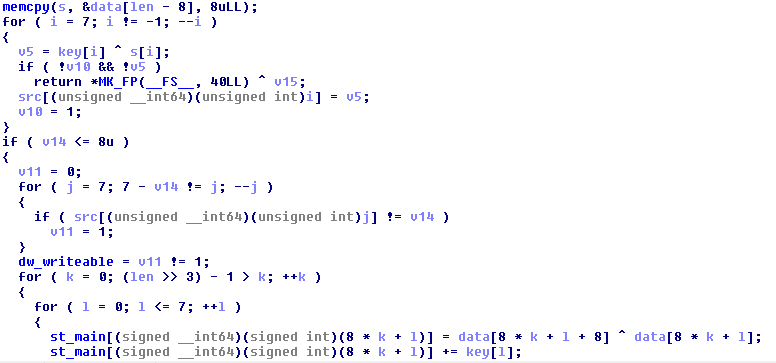 memcpy(s, &data[len - 8], 8uLL);
for ( i = 7; i != -1; --i )
{
v5 = key[i] ^ s[i];
if ( !v10 && !v5 )
return *MK_FP(__FS__, 40LL) ^ v15;
src[(unsigned __int64)(unsigned int)i] = v5;
v10 = 1;
}
if ( v14 <= 8u )
{
v11 = 0;
for ( j = 7; 7 - v14 != j; --j )
{
if ( src[(unsigned __int64)(unsigned int)j] != v14 )
v11 = 1;
}
dw_writeable = v11 != 1;
for ( k = 0; (len >> 3) - 1 > k; ++k )
{
for ( l = 0; l <= 7; ++l )
{
st_main[(signed __int64)(signed int)(8 * k + l)] = data[8 * k + l + 8] ^ data[8 * k + l];
st_main[(signed __int64)(signed int)(8 * k + l)] += key[l];